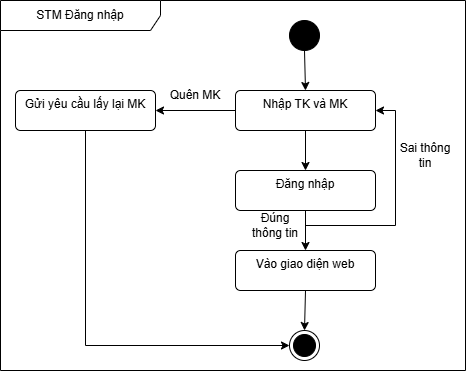 STM Đăng nhập
Quên MK
Gửi yêu cầu lấy lại MK
Nhập TK và MK
Sai thông
tin
Đăng nhập
Đúng
thông tin
Vào giao diện web